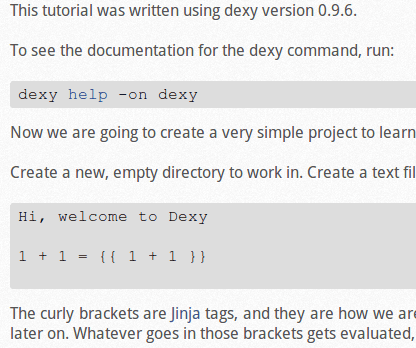 This tutorial was written using dexy version 0.9.6.
To see the documentation for the dexy command, run:
dexy help -on dexy
Now we are going to create a very simple project to learn
Create a new, empty directory to work in. Create a text fil
Hi, welcome to Dexy
1 + 1 = {{ 1 + 1 }}
The curly brackets are Jinja tags, and they are how we are
later on. Whatever goes in those brackets gets evaluated,